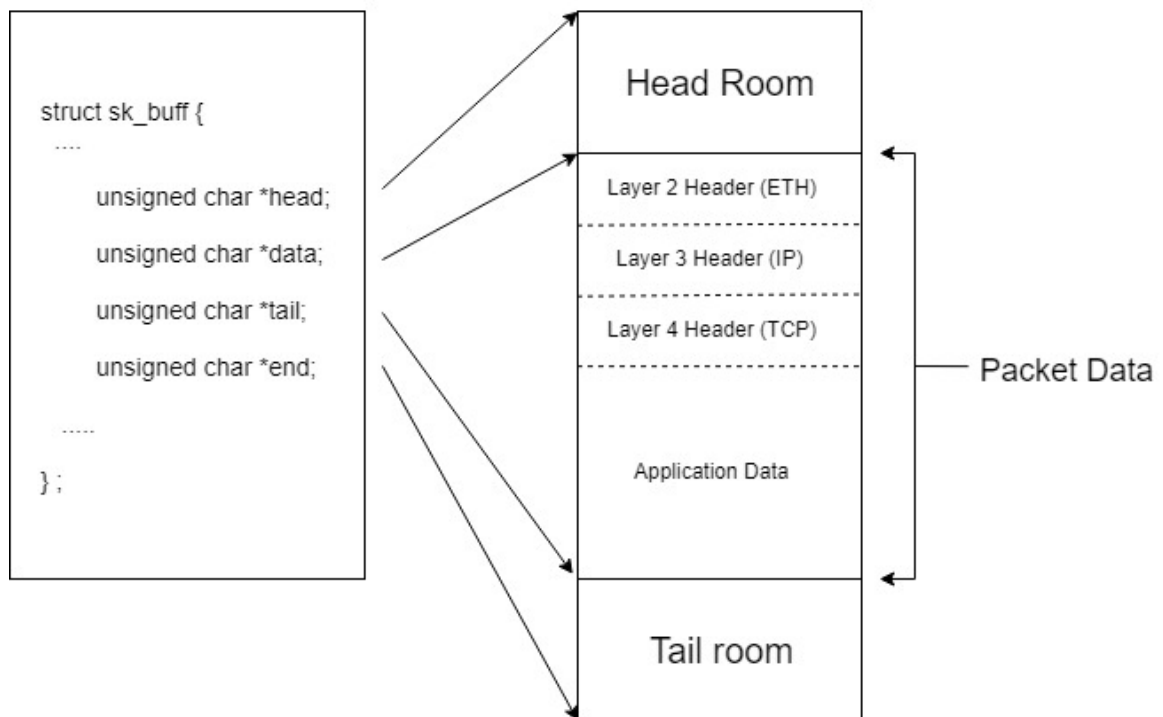 struct sk_buff {
....
unsigned char *head;
unsigned char *data;
unsigned char *tail;
unsigned char *end;
.....
} ;
Head Room
Layer 2 Header (ETH)
Layer 3 Header (IP)
Layer 4 Header (TCP)
Application Data
Tail room
Packet Data